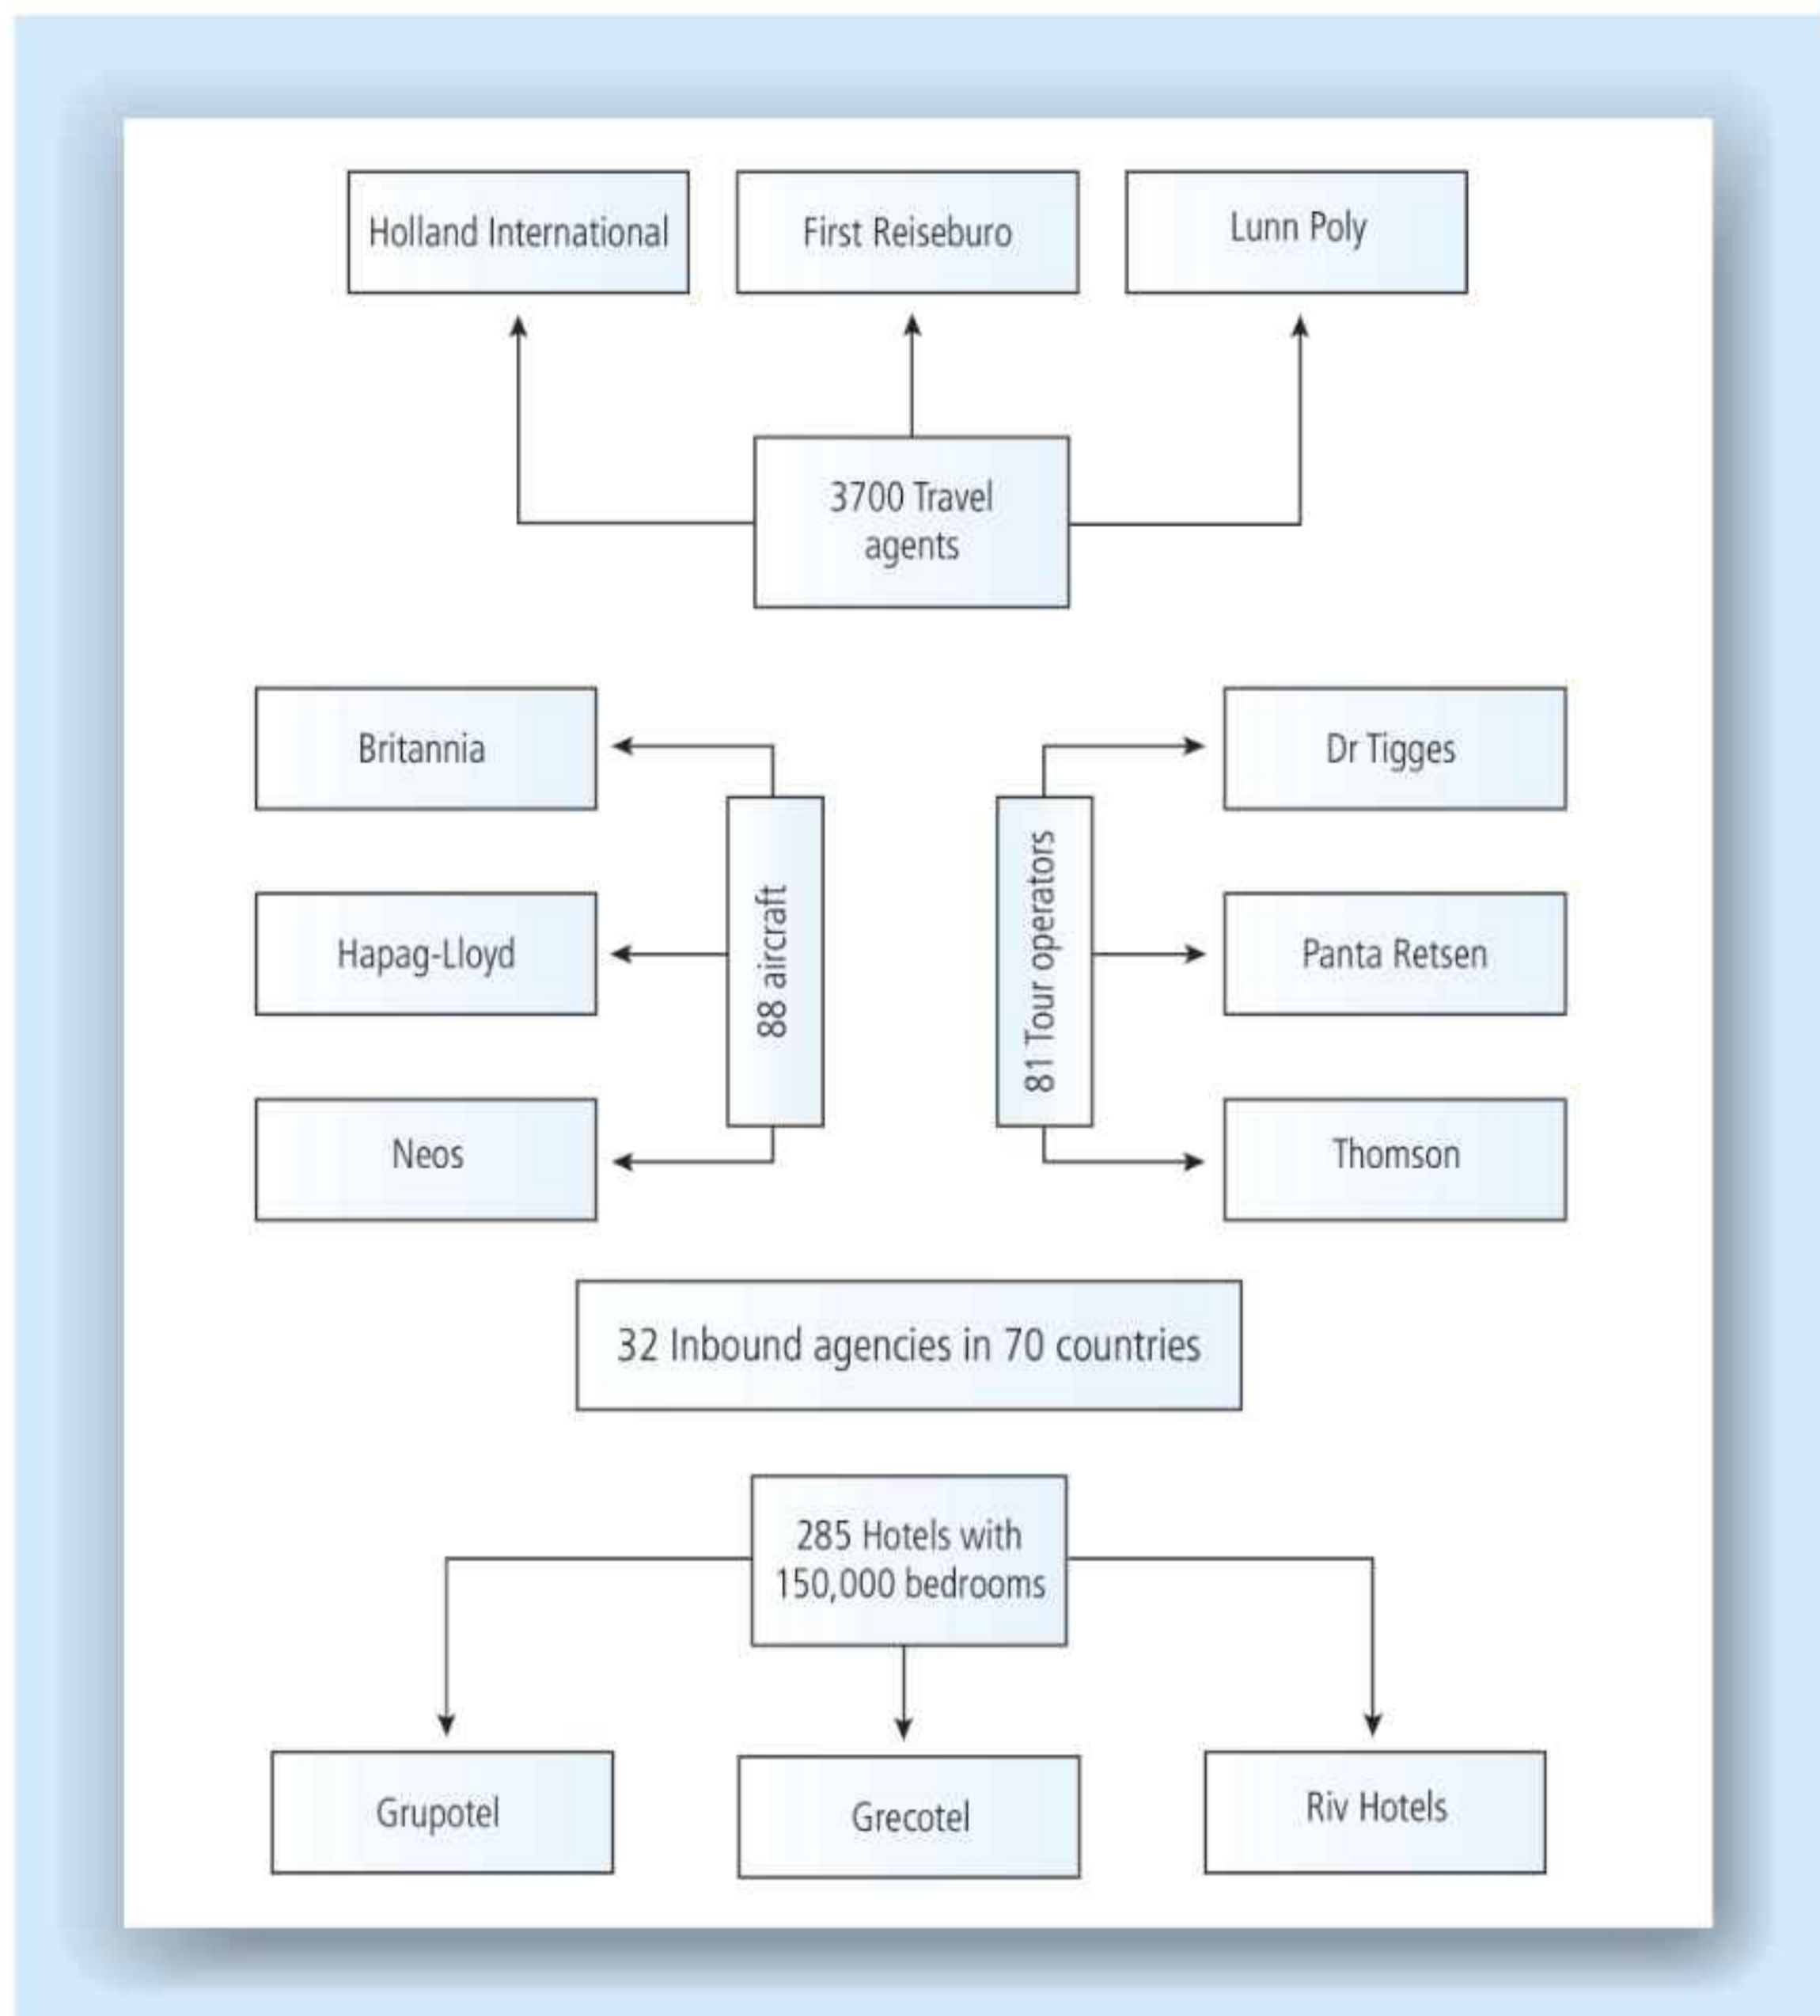 Holland International
First Reiseburo
Lunn Poly
3700 Travel
agents
Britannia
Dr Tigges
88 aircraft
81 Tour operators
Hapag-Lloyd
Panta Retsen
Neos
Thomson
32 Inbound agencies in 70 countries
285 Hotels with
150,000 bedrooms
Grupotel
Grecotel
Riv Hotels